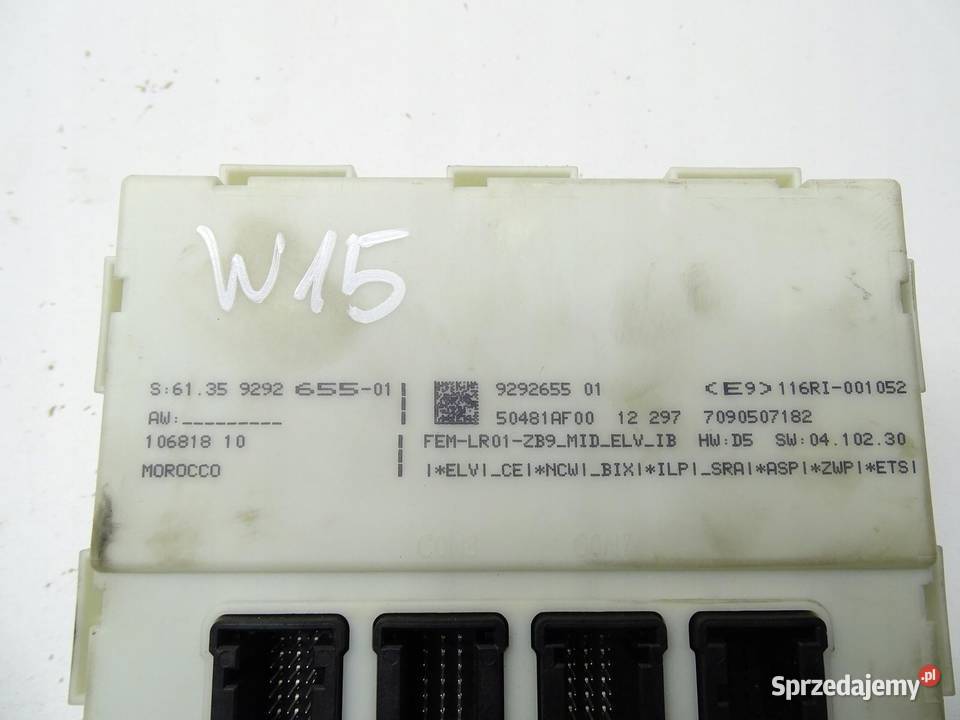 W15
S:61.35 9292 655-01
AW:_________
106818 10
MOROCCO
9292655 01
<E9> 116RI-001052
50481AF00 12 297 7090507182
FEM-LR01-ZB9_MID_ELV_IB HW:D5 SW:04.102.30
|*ELV|_CE|*NCW|_BIX|*ILP|_SRA|*ASP|*ZWP|*ETS|
Sprzedajemy.pl